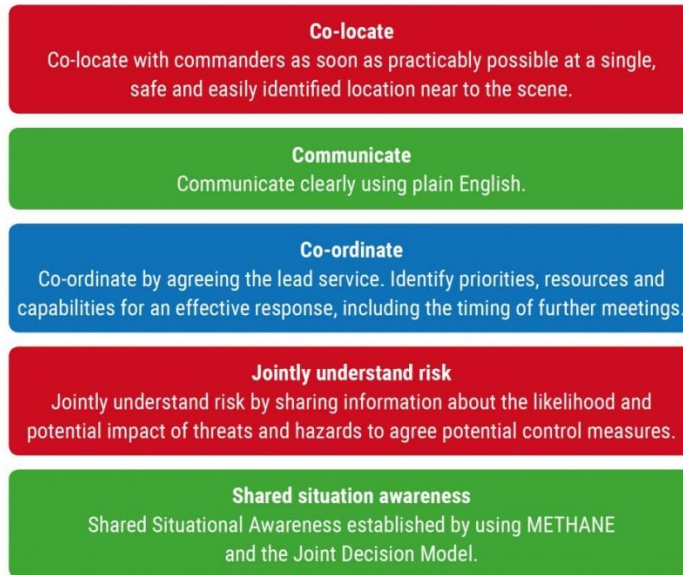 Co-locate
Co-locate with commanders as soon as practicably possible at a single,
safe and easily identified location near to the scene.
Communicate
Communicate clearly using plain English.
Co-ordinate
Co-ordinate by agreeing the lead service. Identify priorities, resources and
capabilities for an effective response, including the timing of further meetings.
Jointly understand risk
Jointly understand risk by sharing information about the likelihood and
potential impact of threats and hazards to agree potential control measures.
Shared situation awareness
Shared Situational Awareness established by using METHANE
and the Joint Decision Model.